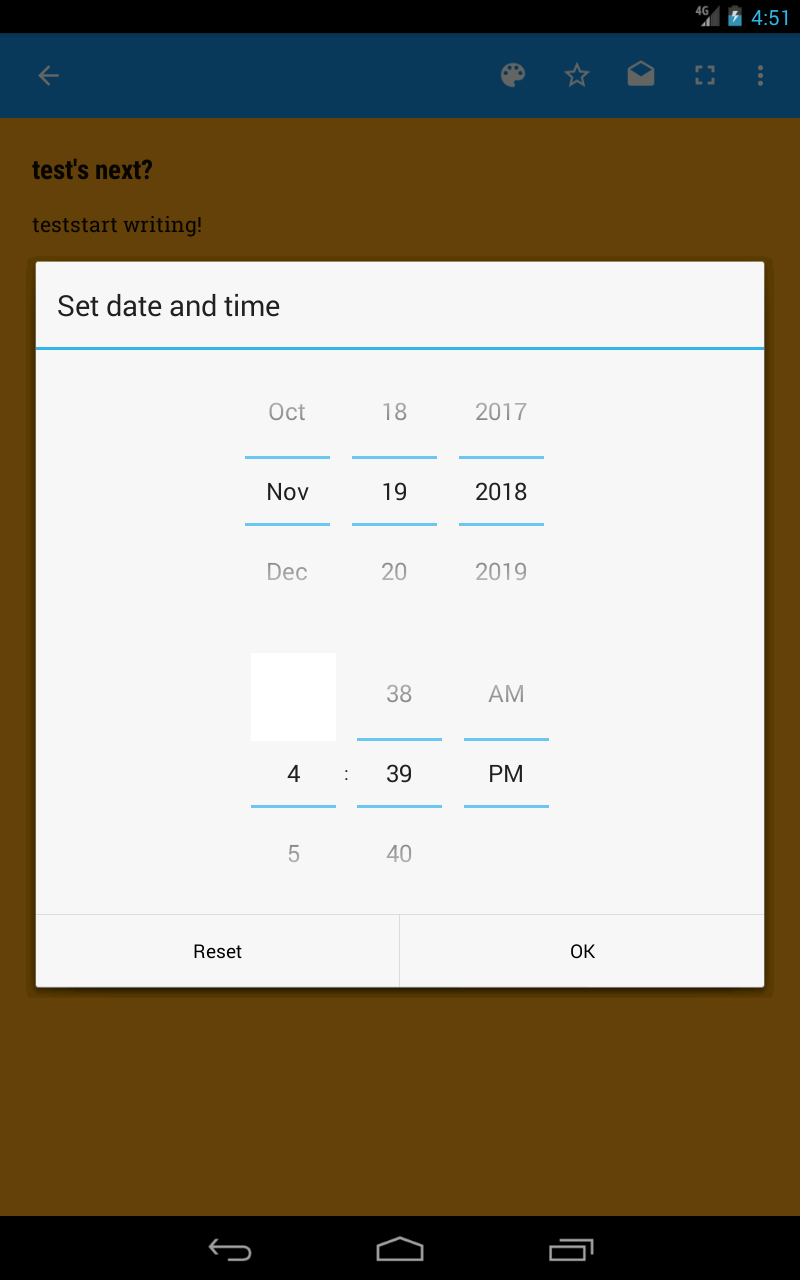 4G 4:51
test's next?
teststart writing!
Set date and time
Oct 18 2017
Nov 19 2018
Dec 20 2019
38 AM
4 : 39 PM
5 40
Reset OK